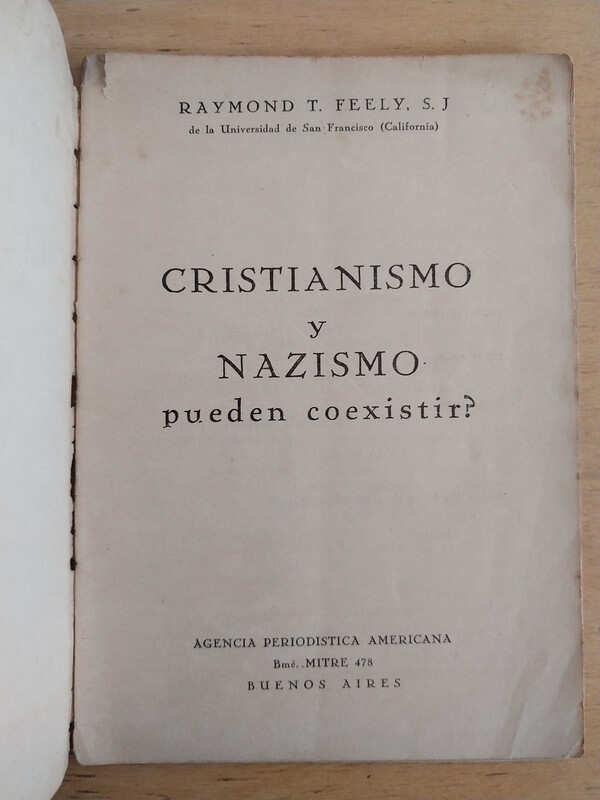 RAYMOND T. FEELY, S. J
de la Universidad de San Francisco (California)
CRISTIANISMO
y
NAZISMO
pueden coexistir?
AGENCIA PERIODISTICA AMERICANA
Bmé. . MITRE 478
BUENOS AIRES